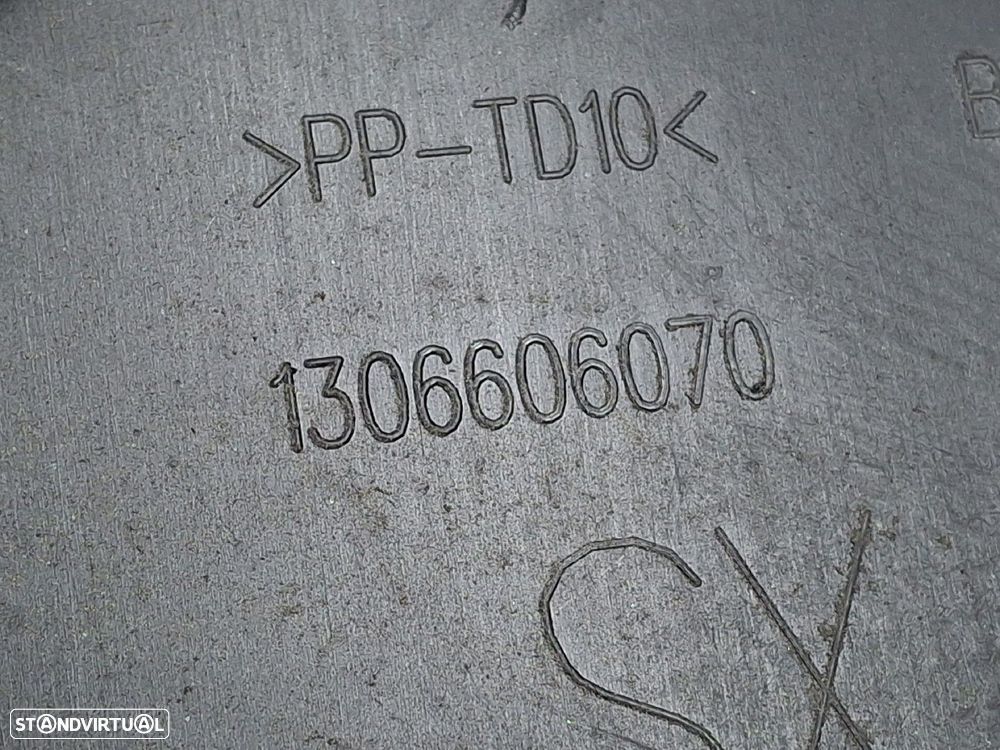 >PP-TD10<
B
1306606070
SX
STANDVIRTUAL